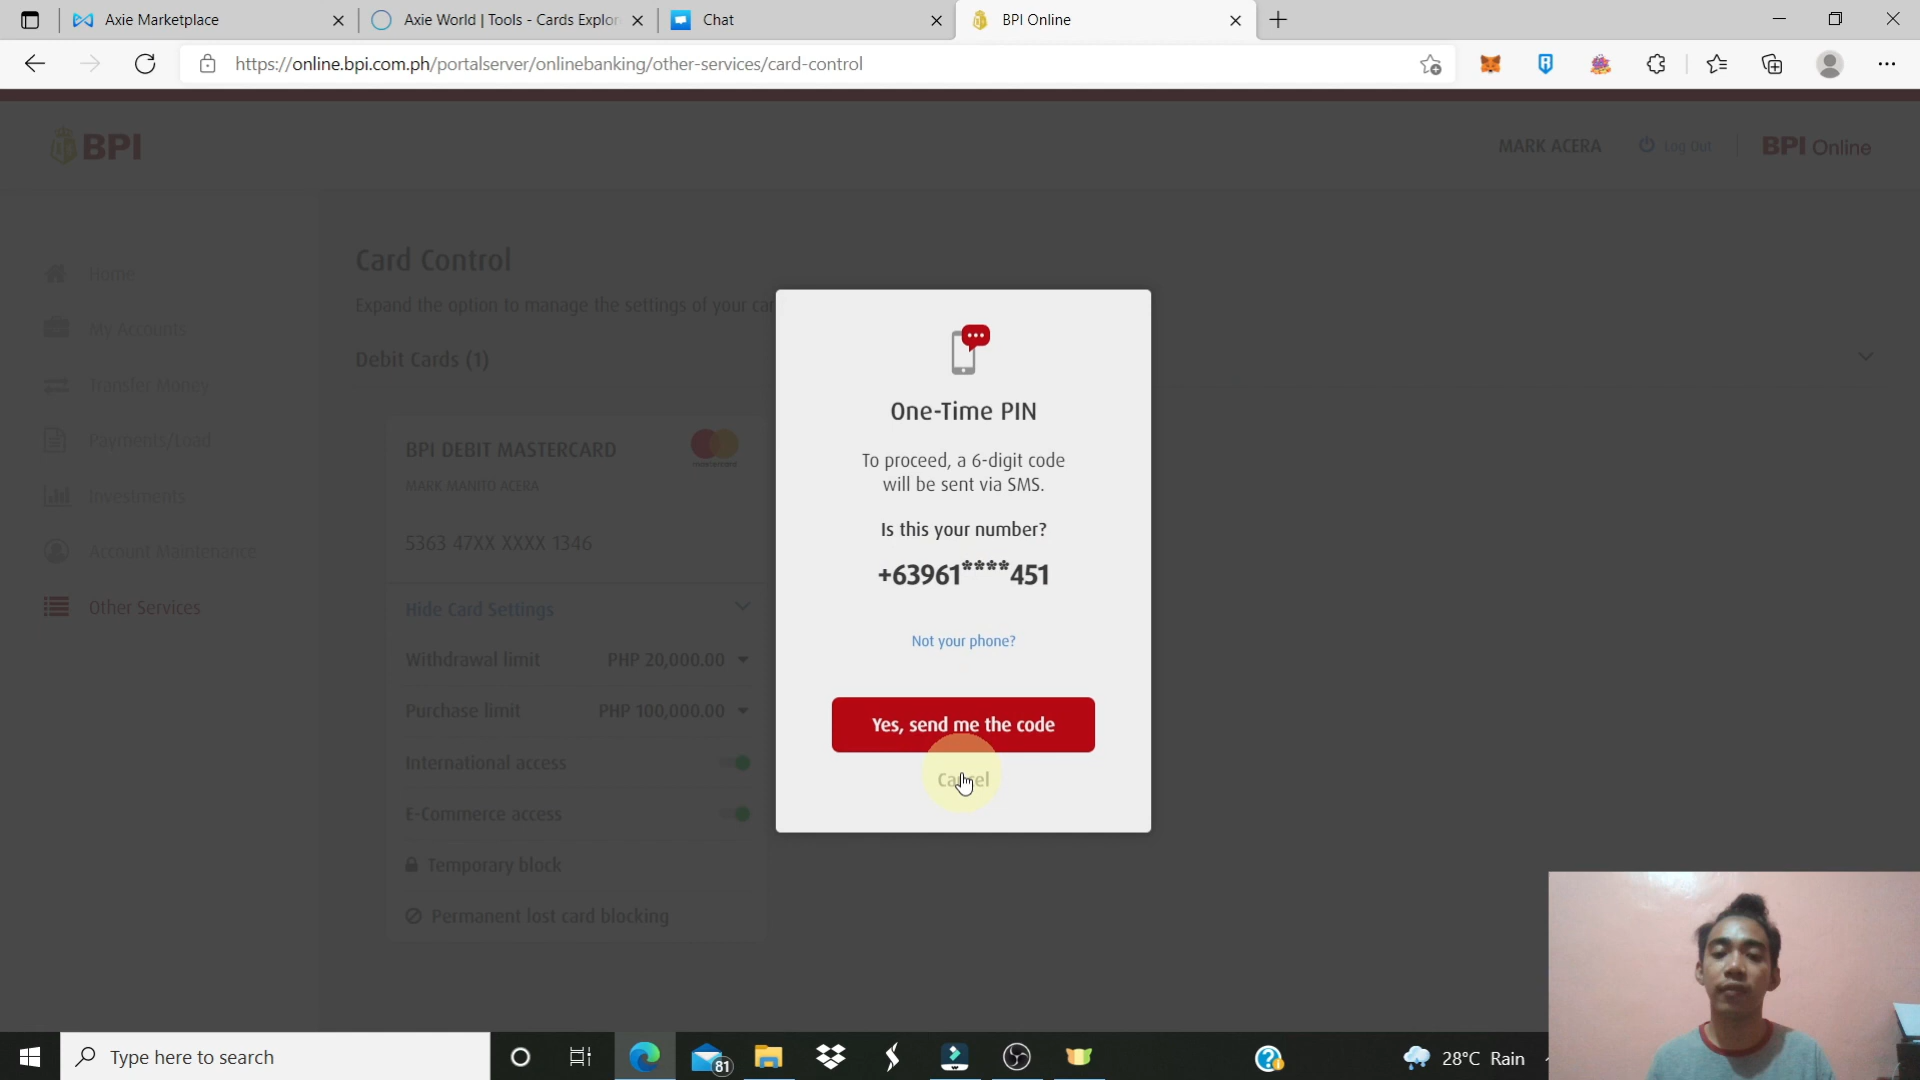 Axie Marketplace
Axie World | Tools - Cards Explor
Chat
BPI Online
https://online.bpi.com.ph/portalserver/onlinebanking/other-services/card-control
BPI
MARK ACERA
Log Out
BPI Online
Home
My Accounts
Transfer Money
Payments/Load
Investments
Account Maintenance
Other Services
Card Control
Expand the option to manage the settings of your car
Debit Cards (1)
BPI DEBIT MASTERCARD
mastercard
MARK MANITO ACERA
5363 47XX XXXX 1346
Hide Card Settings
Withdrawal limit PHP 20,000.00
Purchase limit PHP 100,000.00
International access
E-Commerce access
Temporary block
Permanent lost card blocking
One-Time PIN
To proceed, a 6-digit code
will be sent via SMS.
Is this your number?
+63961****451
Not your phone?
Yes, send me the code
Cancel
Type here to search
81
28°C Rain